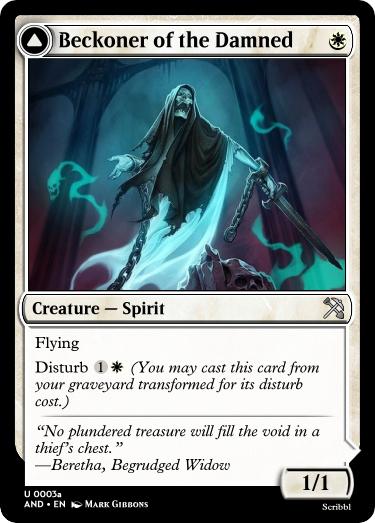 Beckoner of the Damned
Creature — Spirit
Flying
Disturb 1 (You may cast this card from
your graveyard transformed for its disturb
cost.)
“No plundered treasure will fill the void in a
thief’s chest.”
—Beretha, Begrudged Widow
1/1
U 0003a
AND • EN Mark Gibbons
Scribbl